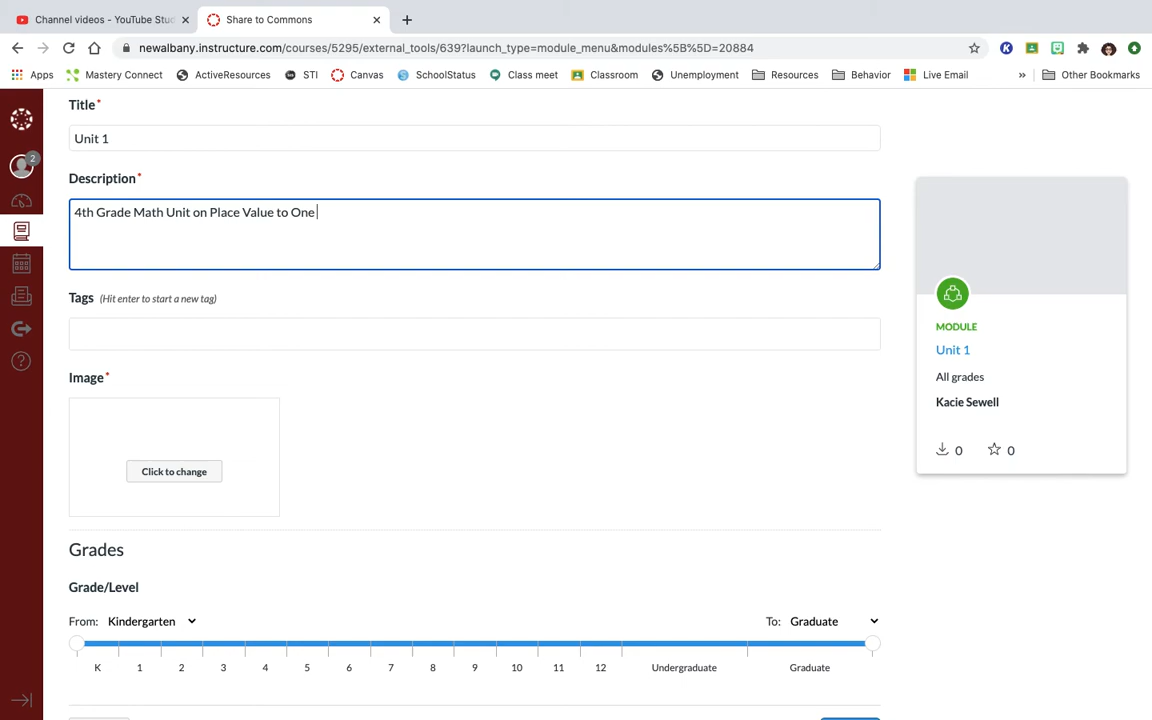 Channel videos - YouTube Stud
Share to Commons
newalbany.instructure.com/courses/5295/external_tools/639?launch_type=module_menu&modules%5B%5D=20884
K
Apps Mastery Connect ActiveResources STI Canvas SchoolStatus Class meet Classroom Unemployment Resources Behavior Live Email » Other Bookmarks
2
Title*
Unit 1
Description*
4th Grade Math Unit on Place Value to One
Tags (Hit enter to start a new tag)
Image*
Click to change
MODULE
Unit 1
All grades
Kacie Sewell
0 0
Grades
Grade/Level
From: Kindergarten To: Graduate
K 1 2 3 4 5 6 7 8 9 10 11 12 Undergraduate Graduate